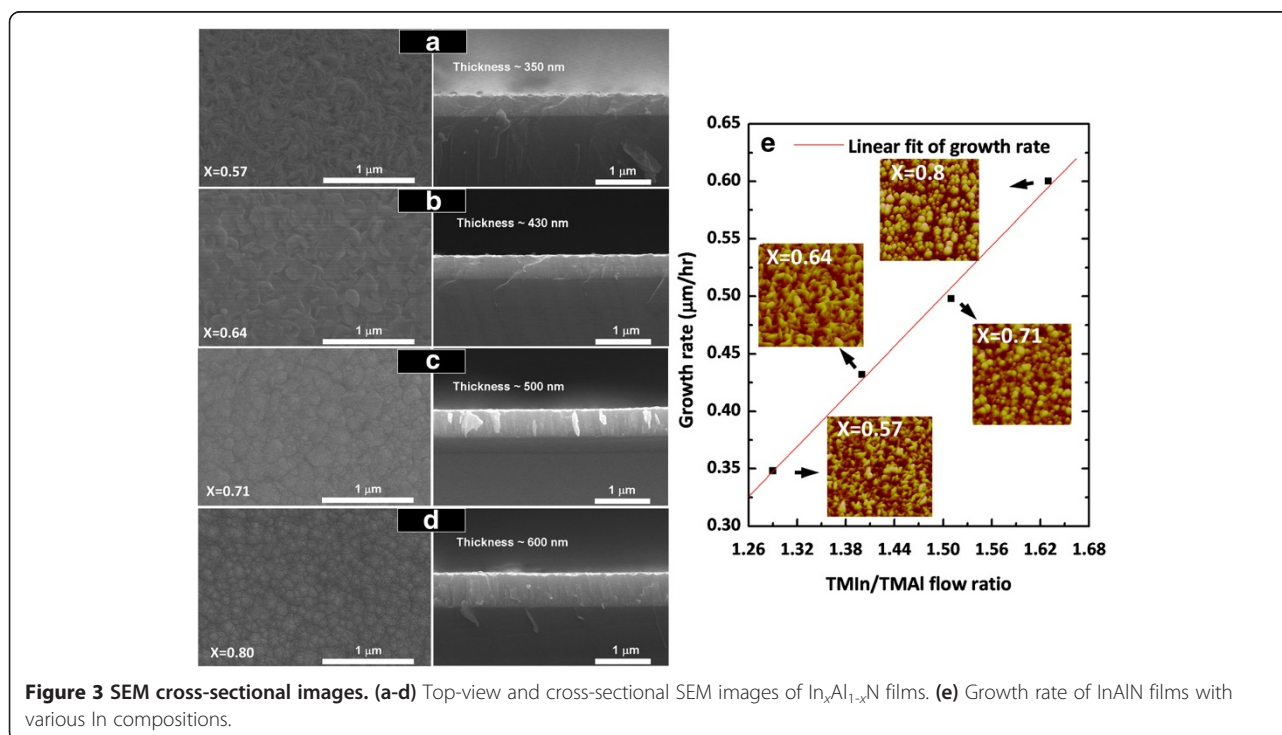 a
Thickness ~ 350 nm
X=0.57
1 µm
1 µm
b
Thickness ~ 430 nm
X=0.64
1 µm
1 µm
c
Thickness ~ 500 nm
X=0.71
1 µm
1 µm
d
Thickness ~ 600 nm
X=0.80
1 µm
1 µm
e
Linear fit of growth rate
X=0.8
X=0.64
X=0.71
X=0.57
Growth rate (µm/hr)
0.65
0.60
0.55
0.50
0.45
0.40
0.35
0.30
1.26 1.32 1.38 1.44 1.50 1.56 1.62 1.68
TMIn/TMAl flow ratio
Figure 3 SEM cross-sectional images. (a-d) Top-view and cross-sectional SEM images of InxAl1-xN films. (e) Growth rate of InAlN films with
various In compositions.